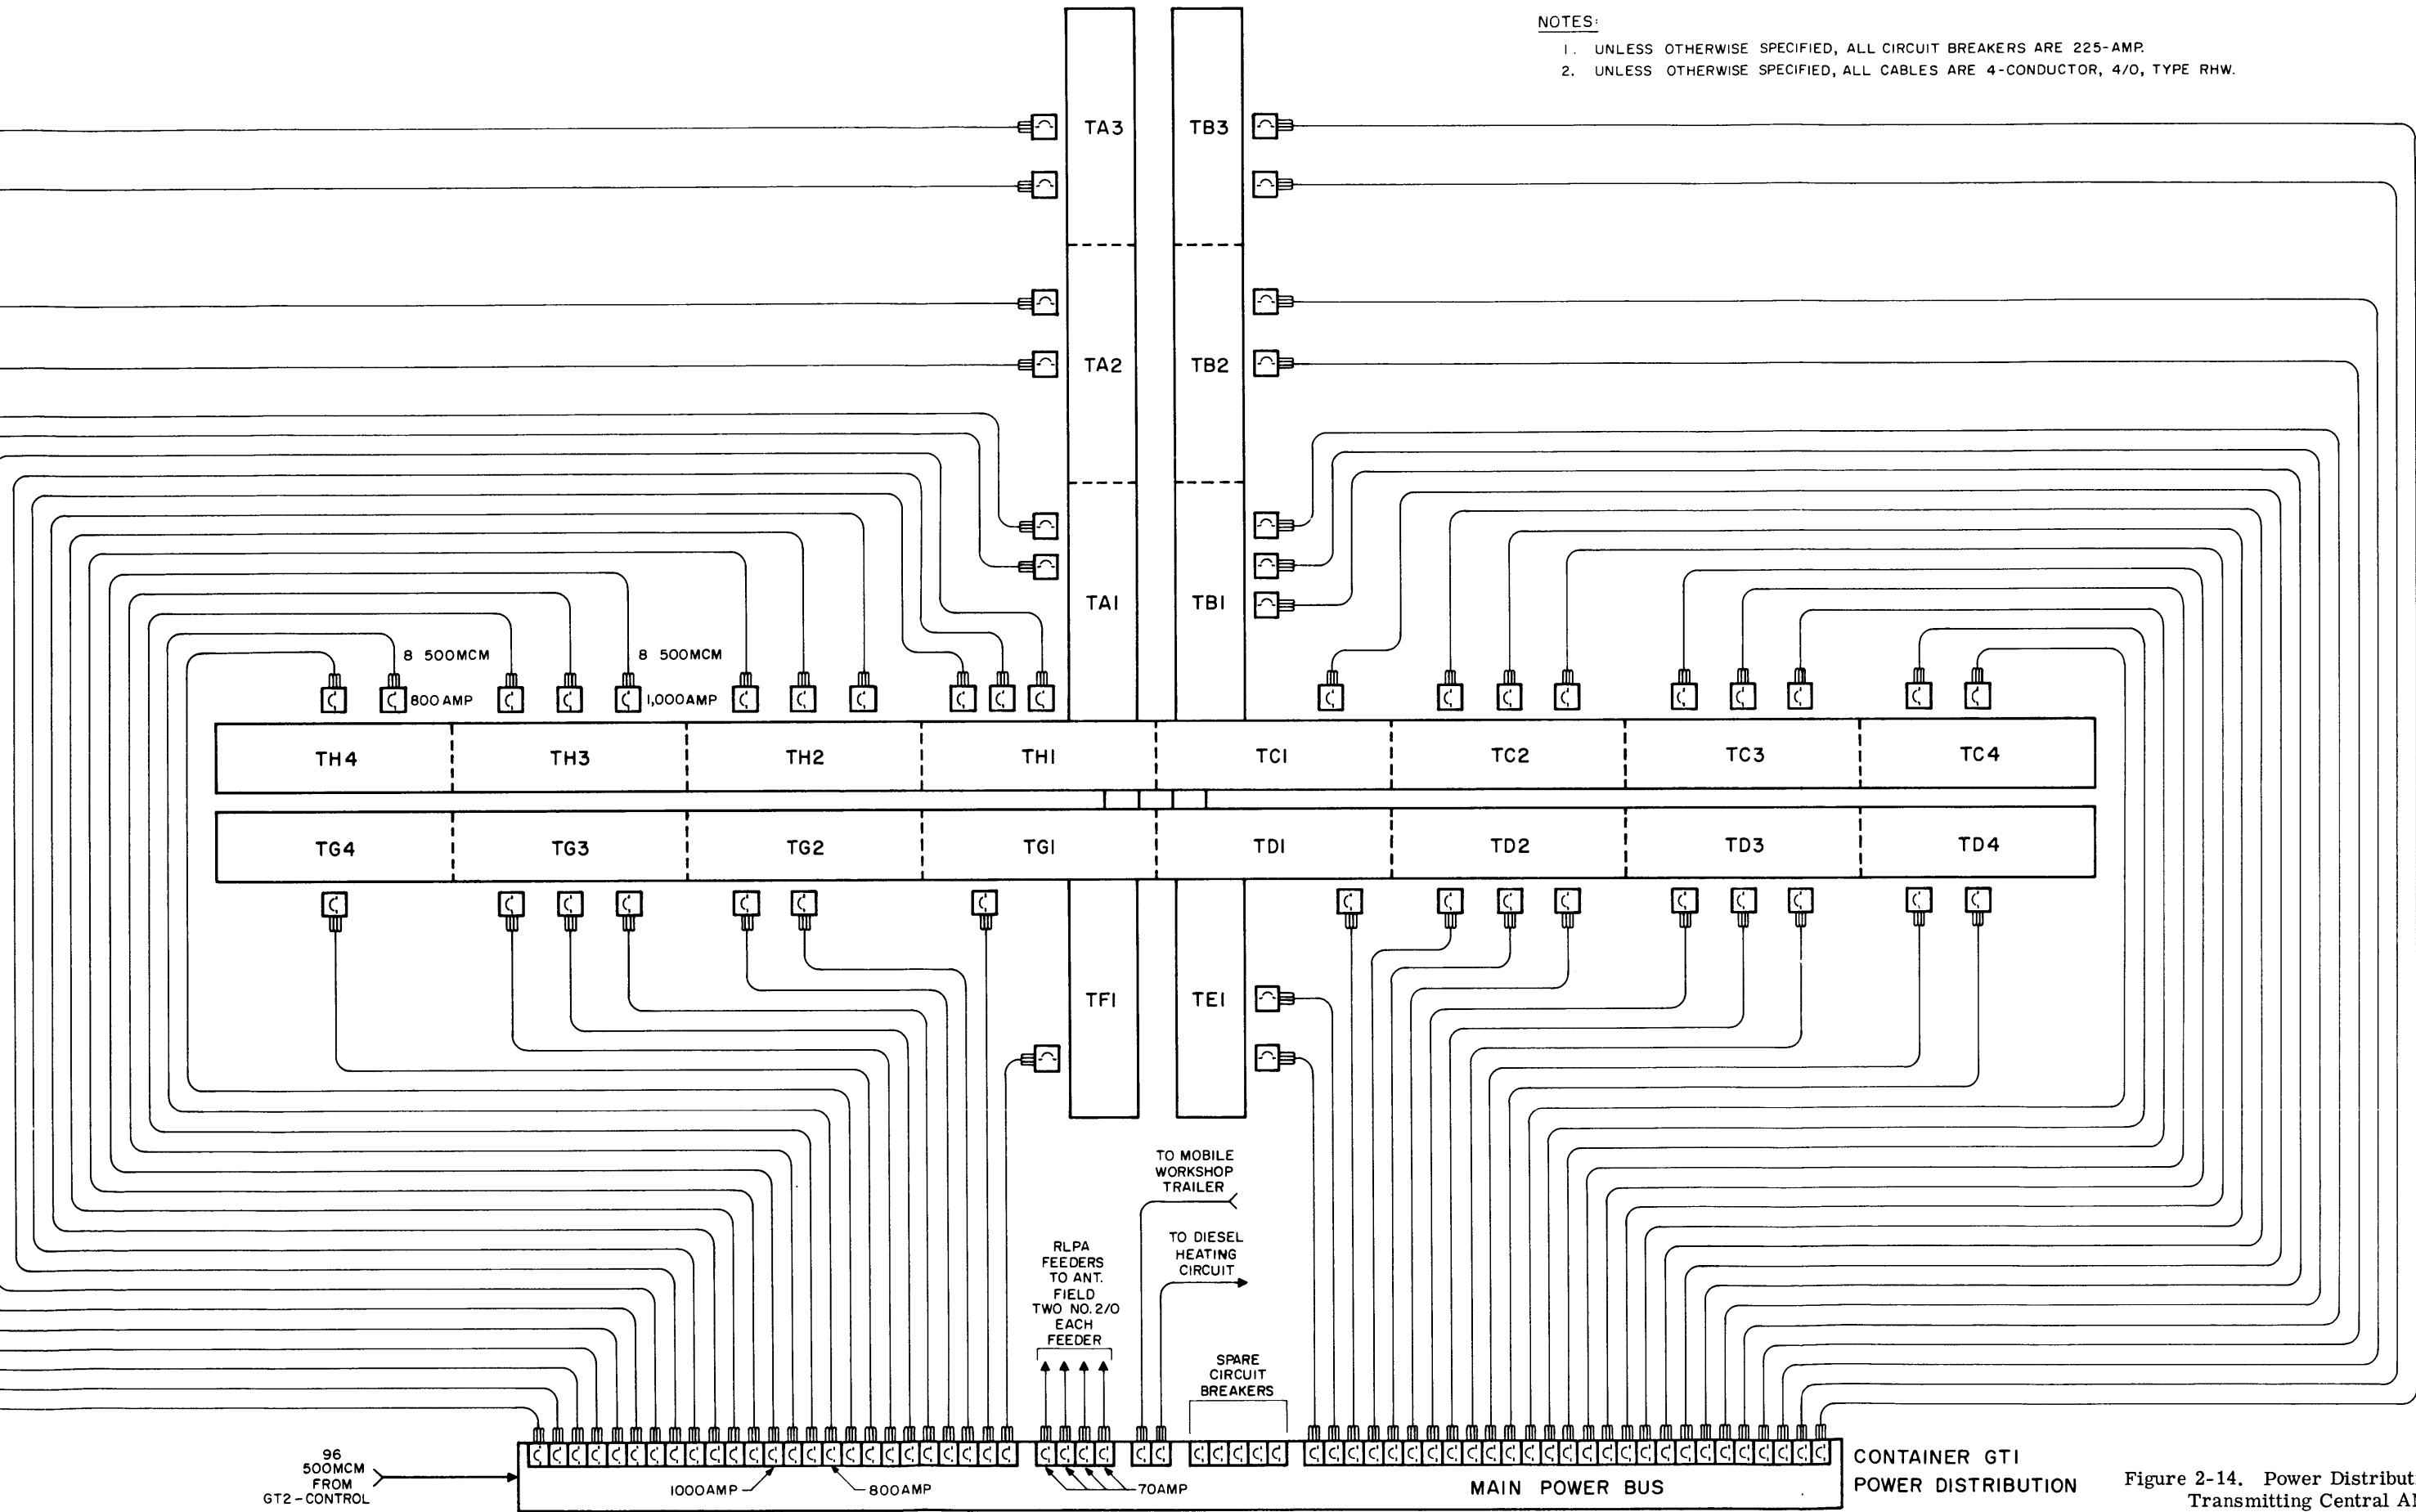 NOTES:
1. UNLESS OTHERWISE SPECIFIED, ALL CIRCUIT BREAKERS ARE 225-AMP.
2. UNLESS OTHERWISE SPECIFIED, ALL CABLES ARE 4-CONDUCTOR, 4/0, TYPE RHW.
TA3 TB3
TA2 TB2
TA1 TB1
8 500MCM 8 500MCM
800 AMP 1,000AMP
TH4 TH3 TH2 TH1 TC1 TC2 TC3 TC4
TG4 TG3 TG2 TG1 TD1 TD2 TD3 TD4
TF1 TE1
TO MOBILE
WORKSHOP
TRAILER
TO DIESEL
HEATING
CIRCUIT
RLPA
FEEDERS
TO ANT.
FIELD
TWO NO. 2/0
EACH
FEEDER
SPARE
CIRCUIT
BREAKERS
96
500MCM
FROM
GT2-CONTROL
1000AMP 800AMP 70AMP
MAIN POWER BUS
CONTAINER GT1
POWER DISTRIBUTION
Figure 2-14. Power Distributi
Transmitting Central